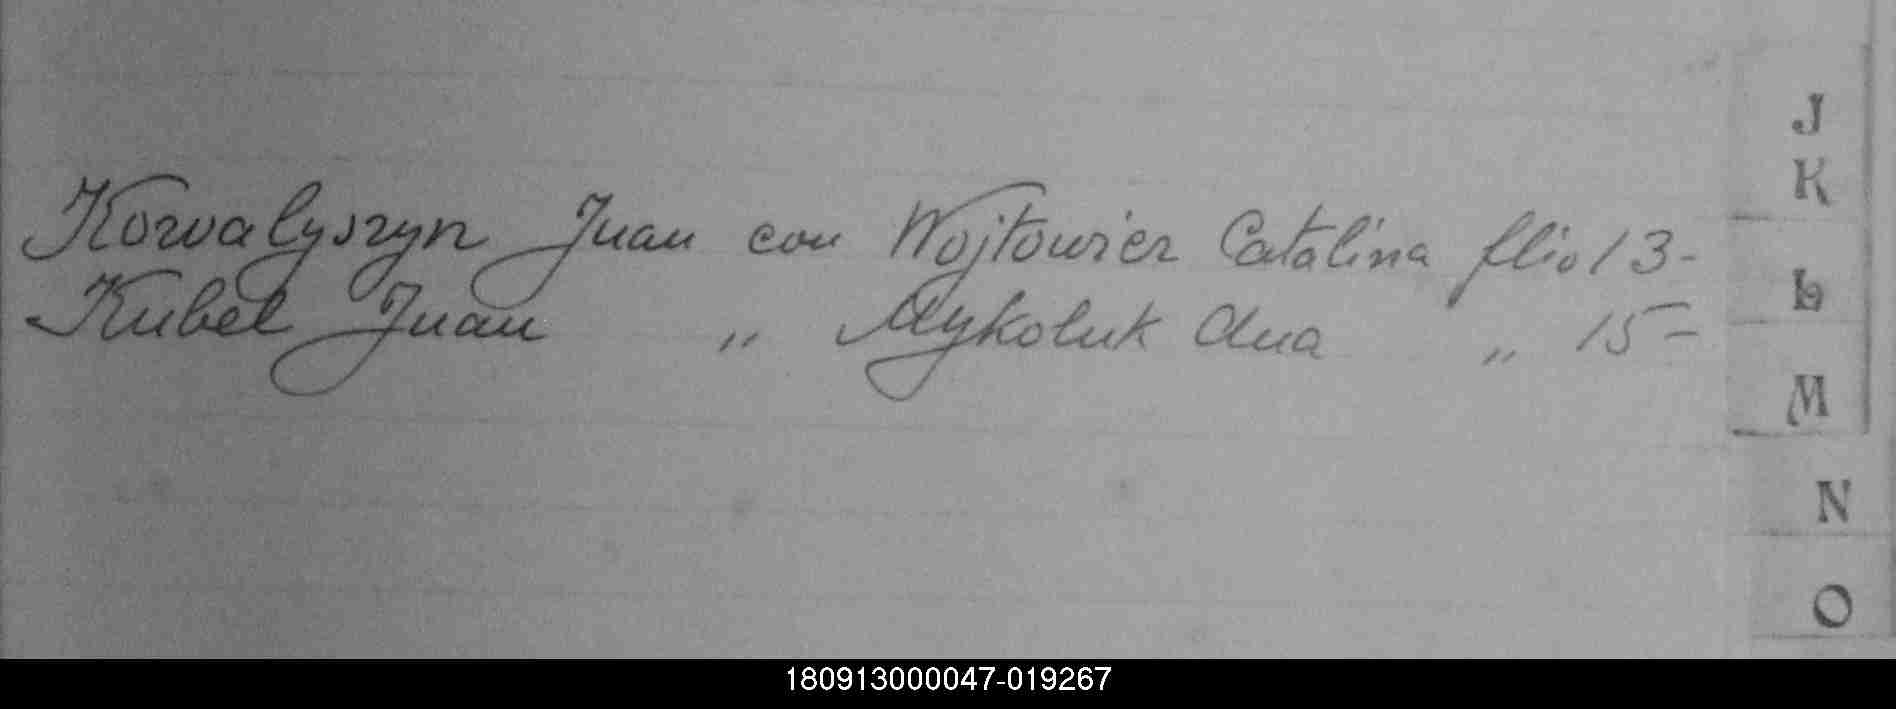 Kowalyszyn Juan con Wojtowicz Catalina flio 13-
Kubel Juan " Mykoluk Ana " 15-
J
K
L
M
N
O
180913000047-019267